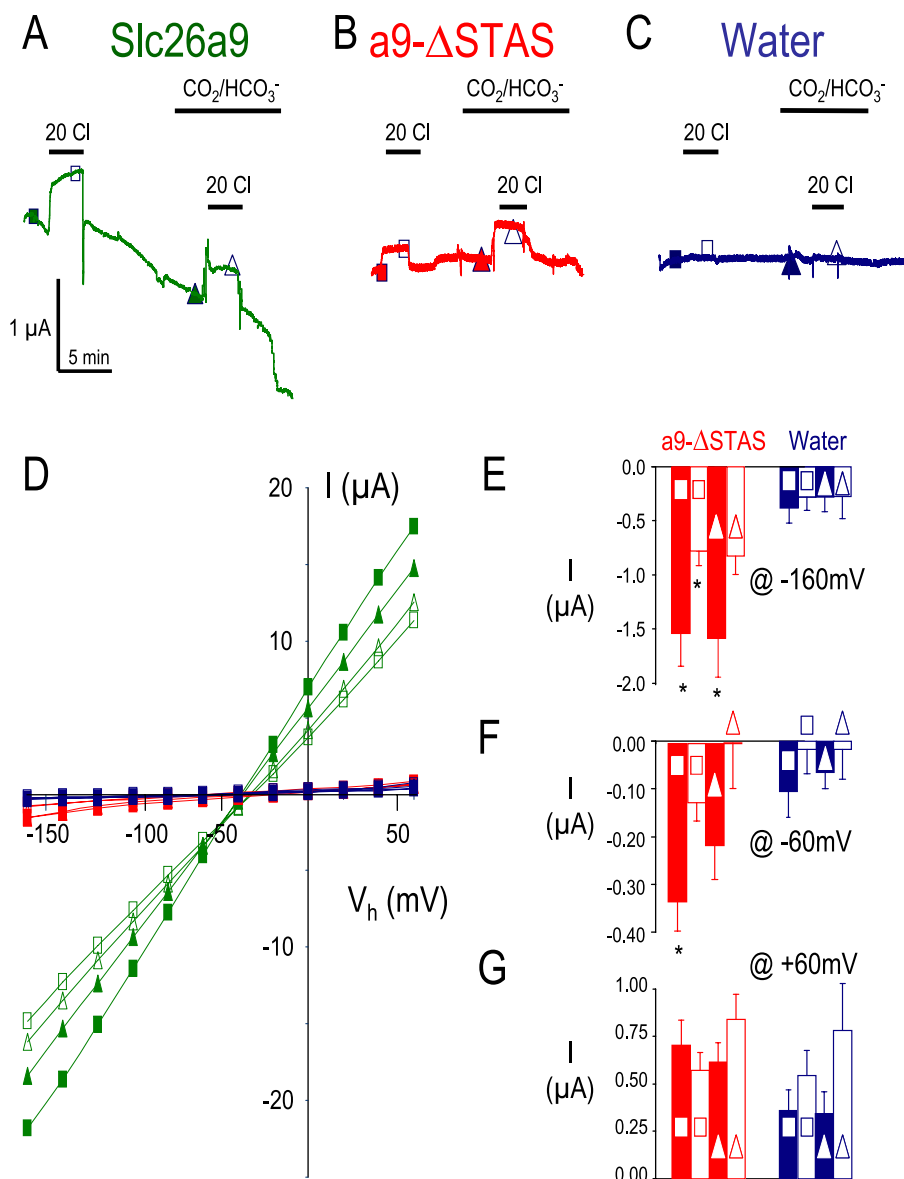 A Slc26a9
CO₂/HCO₃⁻
20 Cl
20 Cl
1 µA
5 min
B a9-ΔSTAS
CO₂/HCO₃⁻
20 Cl
20 Cl
C Water
CO₂/HCO₃⁻
20 Cl
20 Cl
D
I (µA)
20
10
-150 -100 -50 50
Vₕ (mV)
-10
-20
a9-ΔSTAS Water
E
0.0
-0.5
-1.0
-1.5
-2.0
I
(µA)
@ -160mV
*
* *
F
0.00
-0.10
-0.20
-0.30
-0.40
I
(µA)
@ -60mV
*
G
@ +60mV
1.00
0.75
0.50
0.25
0.00
I
(µA)